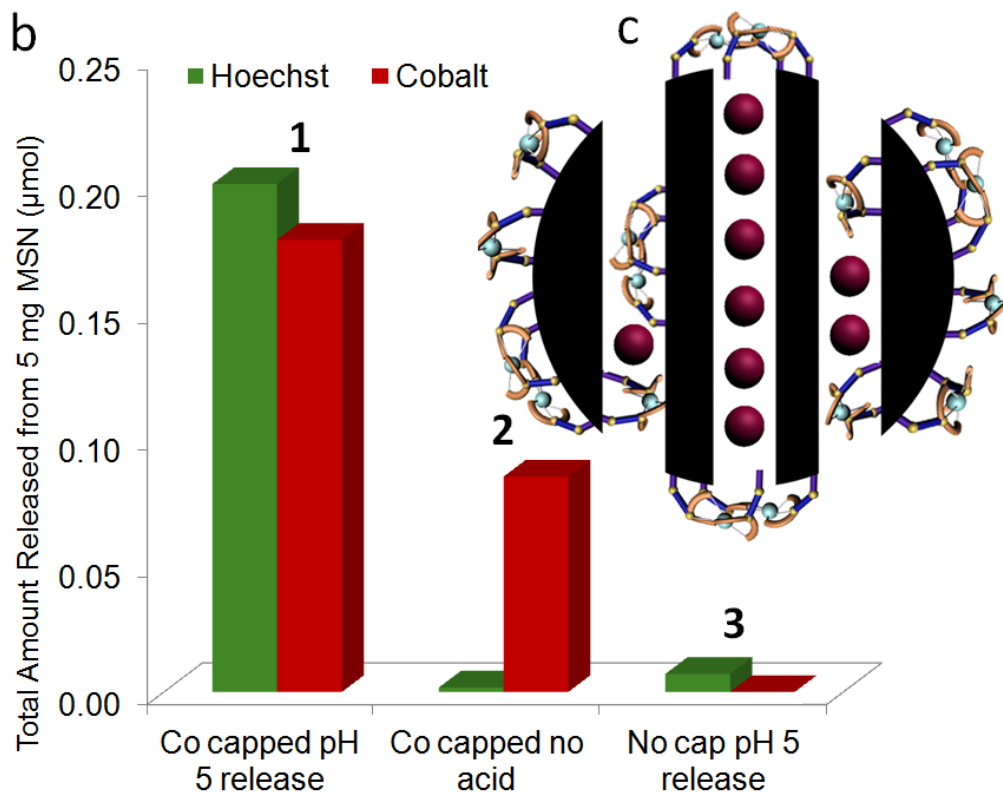 b
c
Total Amount Released from 5 mg MSN (µmol)
0.25
0.20
0.15
0.10
0.05
0.00
Hoechst
Cobalt
1
2
3
Co capped pH
5 release
Co capped no
acid
No cap pH 5
release